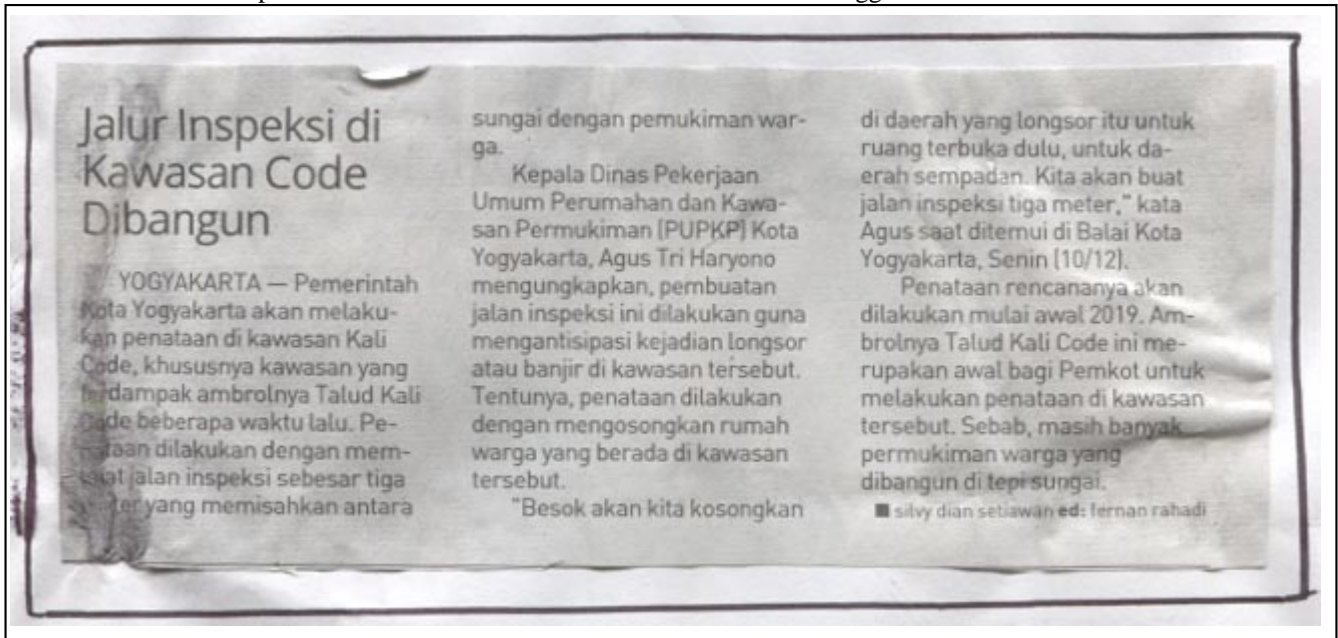 Jalur Inspeksi di
Kawasan Code
Dibangun
YOGYAKARTA — Pemerintah
Kota Yogyakarta akan melaku-
kan penataan di kawasan Kali
Code, khususnya kawasan yang
terdampak ambrolnya Talud Kali
Code beberapa waktu lalu. Pe-
nataan dilakukan dengan mem-
buat jalan inspeksi sebesar tiga
meter yang memisahkan antara
sungai dengan pemukiman war-
ga.
Kepala Dinas Pekerjaan
Umum Perumahan dan Kawa-
san Permukiman (PUPKP) Kota
Yogyakarta, Agus Tri Haryono
mengungkapkan, pembuatan
jalan inspeksi ini dilakukan guna
mengantisipasi kejadian longsor
atau banjir di kawasan tersebut.
Tentunya, penataan dilakukan
dengan mengosongkan rumah
warga yang berada di kawasan
tersebut.
"Besok akan kita kosongkan
di daerah yang longsor itu untuk
ruang terbuka dulu, untuk da-
erah sempadan. Kita akan buat
jalan inspeksi tiga meter," kata
Agus saat ditemui di Balai Kota
Yogyakarta, Senin (10/12).
Penataan rencananya akan
dilakukan mulai awal 2019. Am-
brolnya Talud Kali Code ini me-
rupakan awal bagi Pemkot untuk
melakukan penataan di kawasan
tersebut. Sebab, masih banyak
permukiman warga yang
dibangun di tepi sungai.
■ silvy dian setiawan ed: fernan rahadi